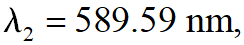 λ₂ = 589.59 nm,